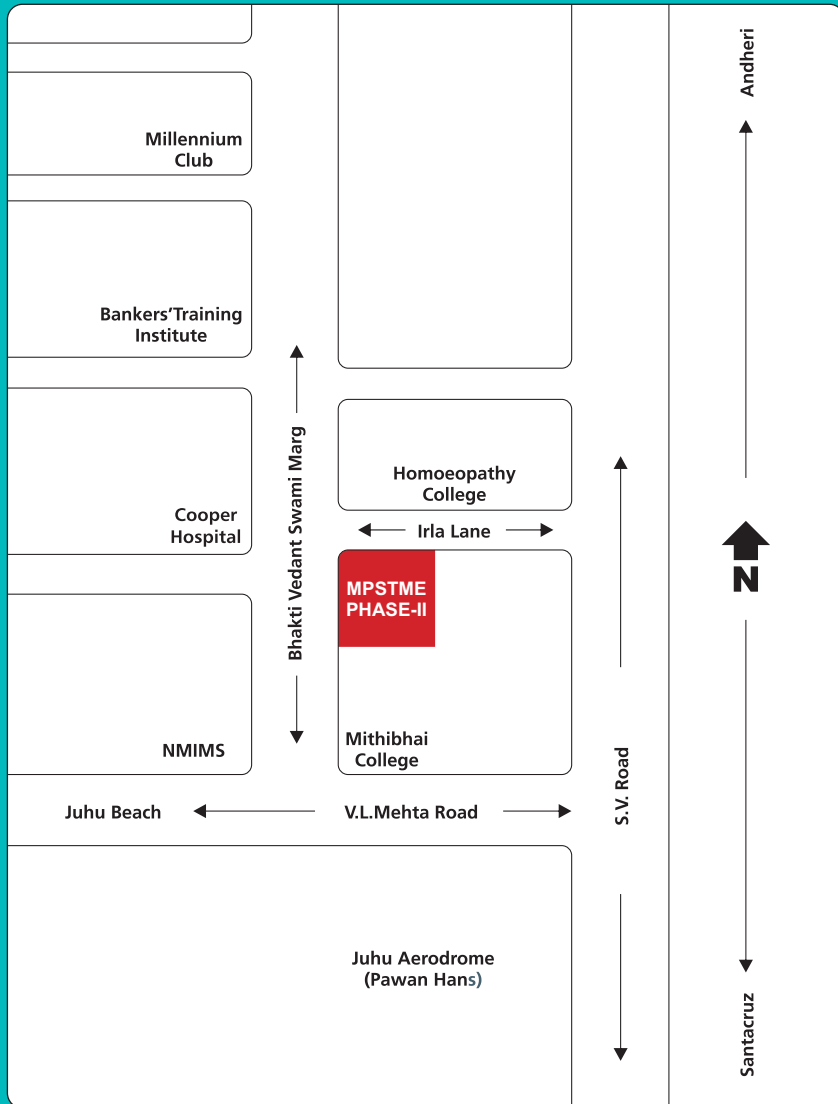 Andheri
Millennium
Club
Bankers'Training
Institute
Bhakti Vedant Swami Marg
Homoeopathy
College
Cooper
Hospital
Irla Lane
N
MPSTME
PHASE-II
NMIMS
Mithibhai
College
S.V. Road
Juhu Beach
V.L.Mehta Road
Juhu Aerodrome
(Pawan Hans)
Santacruz